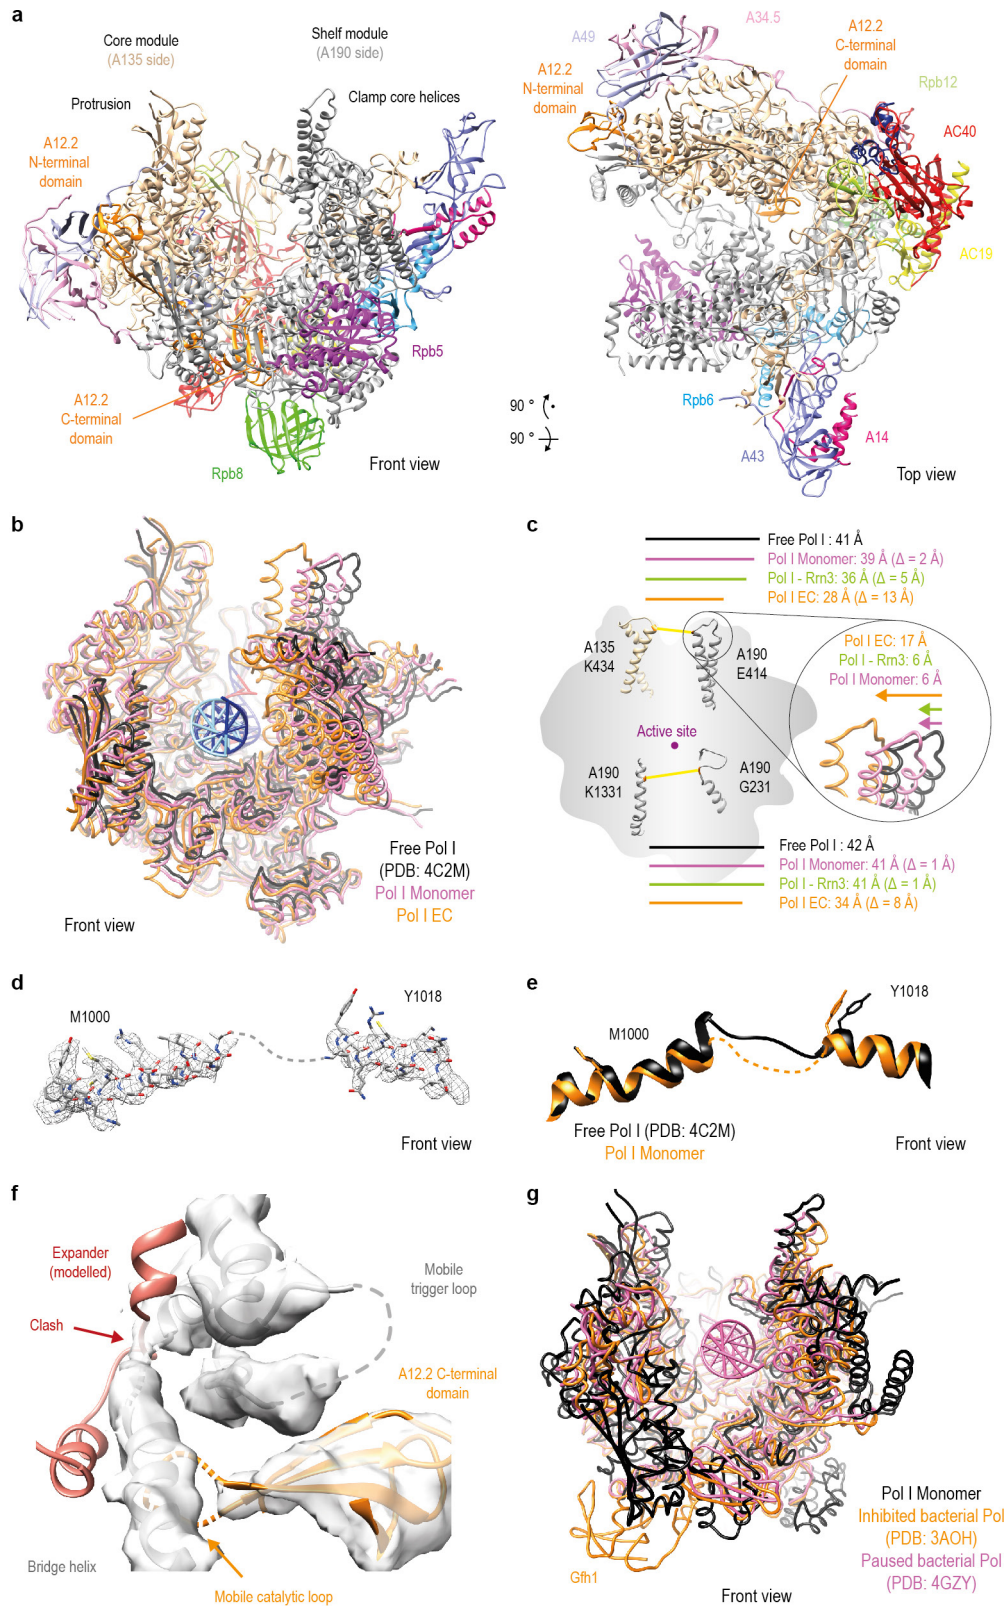 a
Core module
(A135 side)
Shelf module
(A190 side)
Protrusion
Clamp core helices
A12.2
N-terminal
domain
Rpb5
A12.2
C-terminal
domain
Rpb8
Front view
90 °
90 °
A49
A34.5
A12.2
C-terminal
domain
A12.2
N-terminal
domain
Rpb12
AC40
AC19
Rpb6
A14
A43
Top view
b
Free Pol I
(PDB: 4C2M)
Pol I Monomer
Pol I EC
Front view
c
Free Pol I : 41 Å
Pol I Monomer: 39 Å (Δ = 2 Å)
Pol I - Rrn3: 36 Å (Δ = 5 Å)
Pol I EC: 28 Å (Δ = 13 Å)
A135
K434
A190
E414
Pol I EC: 17 Å
Pol I - Rrn3: 6 Å
Pol I Monomer: 6 Å
Active site
A190
K1331
A190
G231
Free Pol I : 42 Å
Pol I Monomer: 41 Å (Δ = 1 Å)
Pol I - Rrn3: 41 Å (Δ = 1 Å)
Pol I EC: 34 Å (Δ = 8 Å)
d
M1000
Y1018
Front view
e
M1000
Y1018
Free Pol I (PDB: 4C2M)
Pol I Monomer
Front view
f
Expander
(modelled)
Mobile
trigger loop
Clash
A12.2 C-terminal
domain
Bridge helix
Mobile catalytic loop
g
Gfh1
Pol I Monomer
Inhibited bacterial Pol
(PDB: 3AOH)
Paused bacterial Pol
(PDB: 4GZY)
Front view